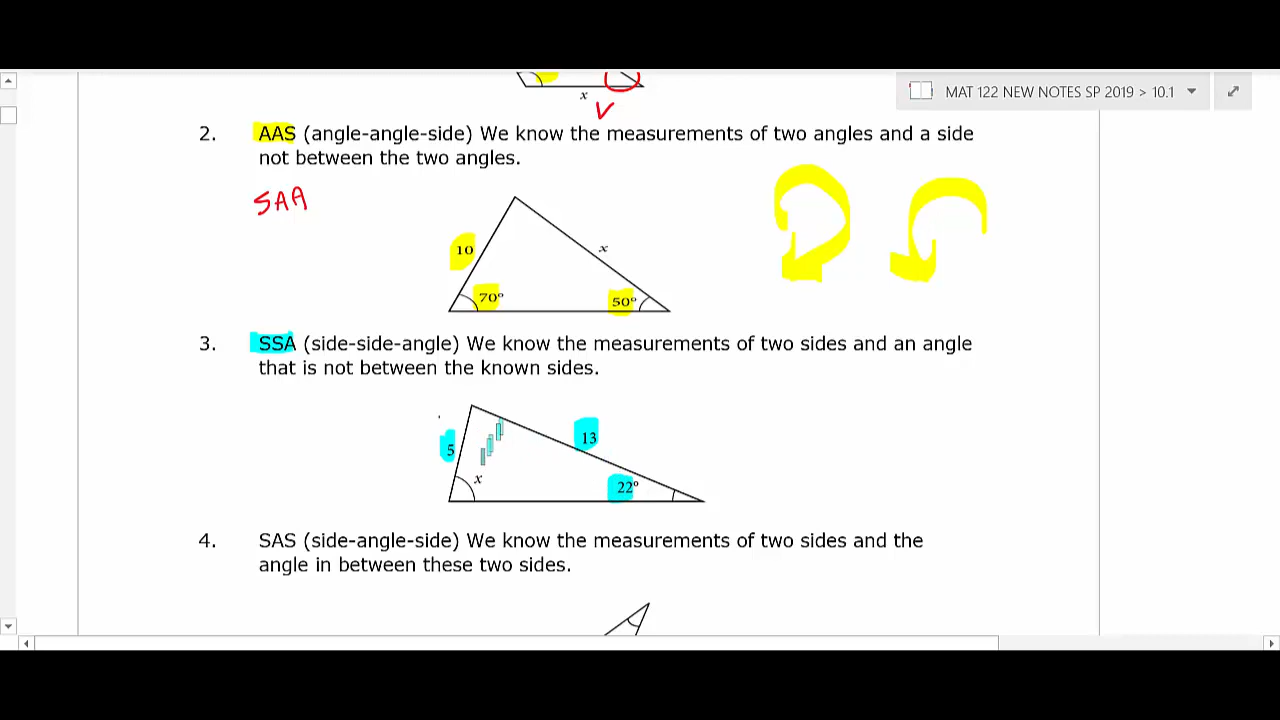 MAT 122 NEW NOTES SP 2019 > 10.1
x
V
2. AAS (angle-angle-side) We know the measurements of two angles and a side
not between the two angles.
SAA
10
x
70°
50°
3. SSA (side-side-angle) We know the measurements of two sides and an angle
that is not between the known sides.
5
13
x
22°
4. SAS (side-angle-side) We know the measurements of two sides and the
angle in between these two sides.